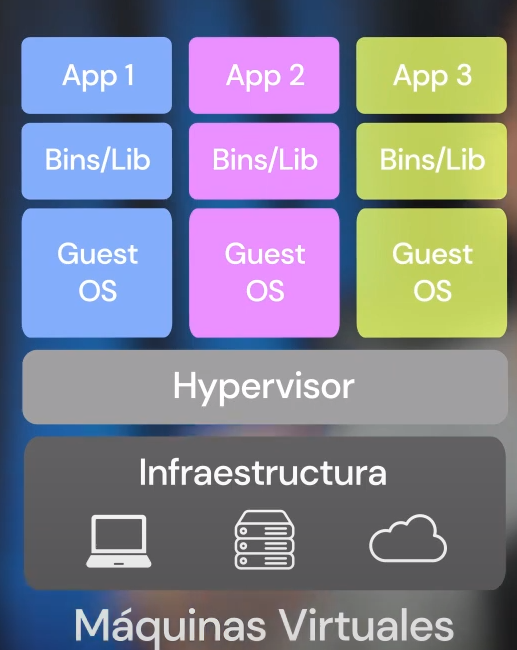 App 1 App 2 App 3
Bins/Lib Bins/Lib Bins/Lib
Guest Guest Guest
OS OS OS
Hypervisor
Infraestructura
Máquinas Virtuales